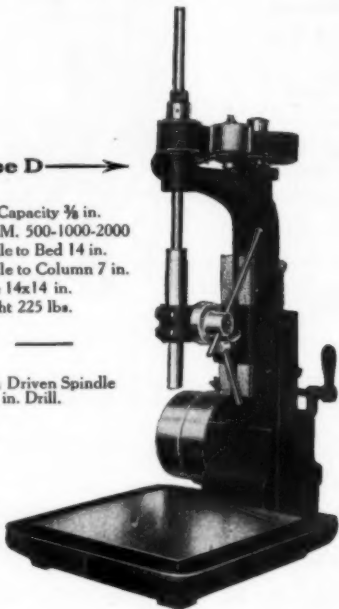 pe D
Capacity ⅜ in.
M. 500-1000-2000
le to Bed 14 in.
le to Column 7 in.
14x14 in.
ht 225 lbs.
Driven Spindle
in. Drill.